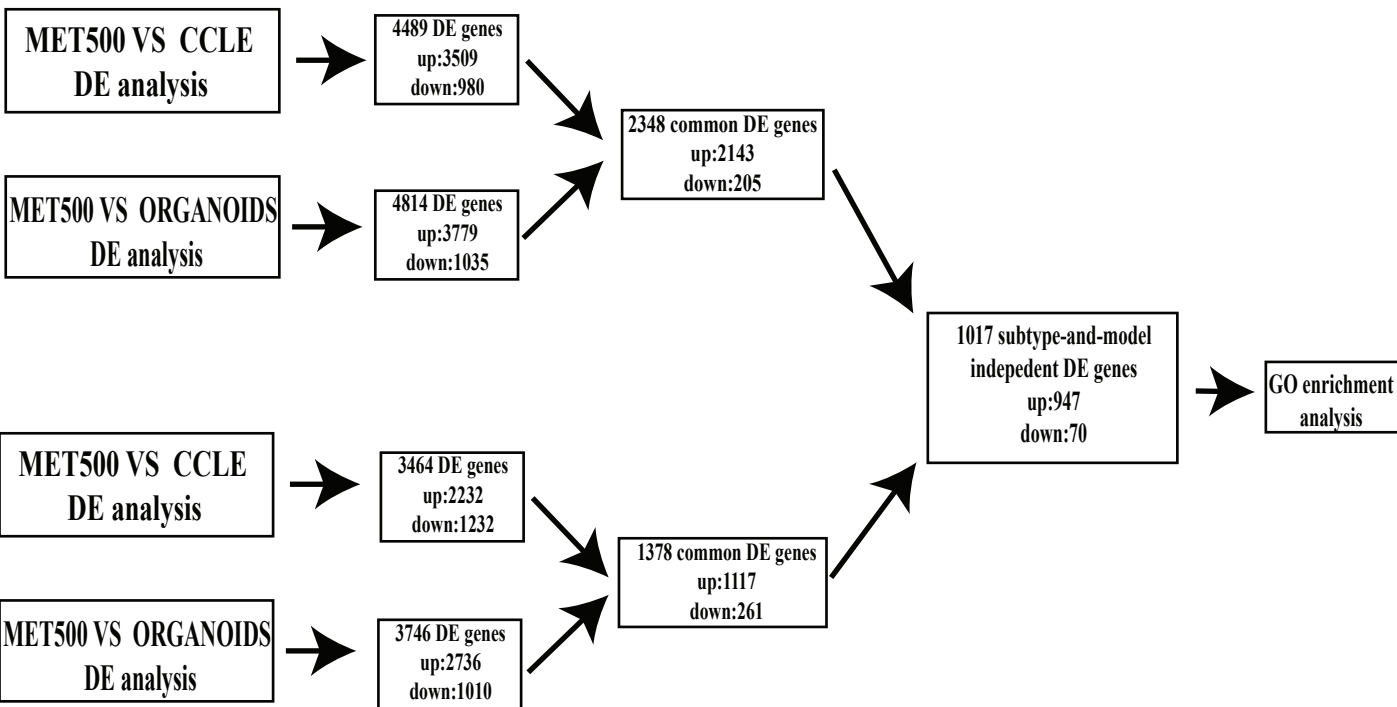 MET500 VS CCLE
DE analysis
4489 DE genes
up:3509
down:980
MET500 VS ORGANOIDS
DE analysis
4814 DE genes
up:3779
down:1035
2348 common DE genes
up:2143
down:205
MET500 VS CCLE
DE analysis
3464 DE genes
up:2232
down:1232
MET500 VS ORGANOIDS
DE analysis
3746 DE genes
up:2736
down:1010
1378 common DE genes
up:1117
down:261
1017 subtype-and-model
indepedent DE genes
up:947
down:70
GO enrichment
analysis